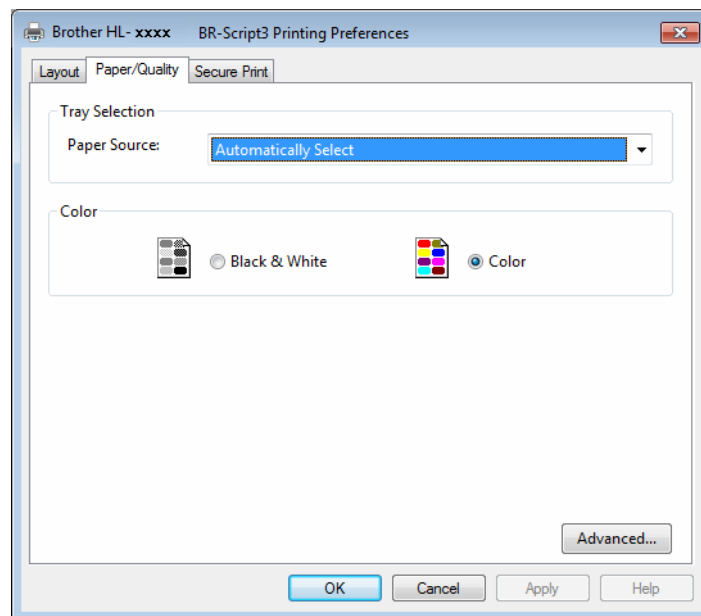 Brother HL- xxxx BR-Script3 Printing Preferences
Layout Paper/Quality Secure Print
Tray Selection
Paper Source: Automatically Select
Color
Black & White Color
Advanced...
OK Cancel Apply Help